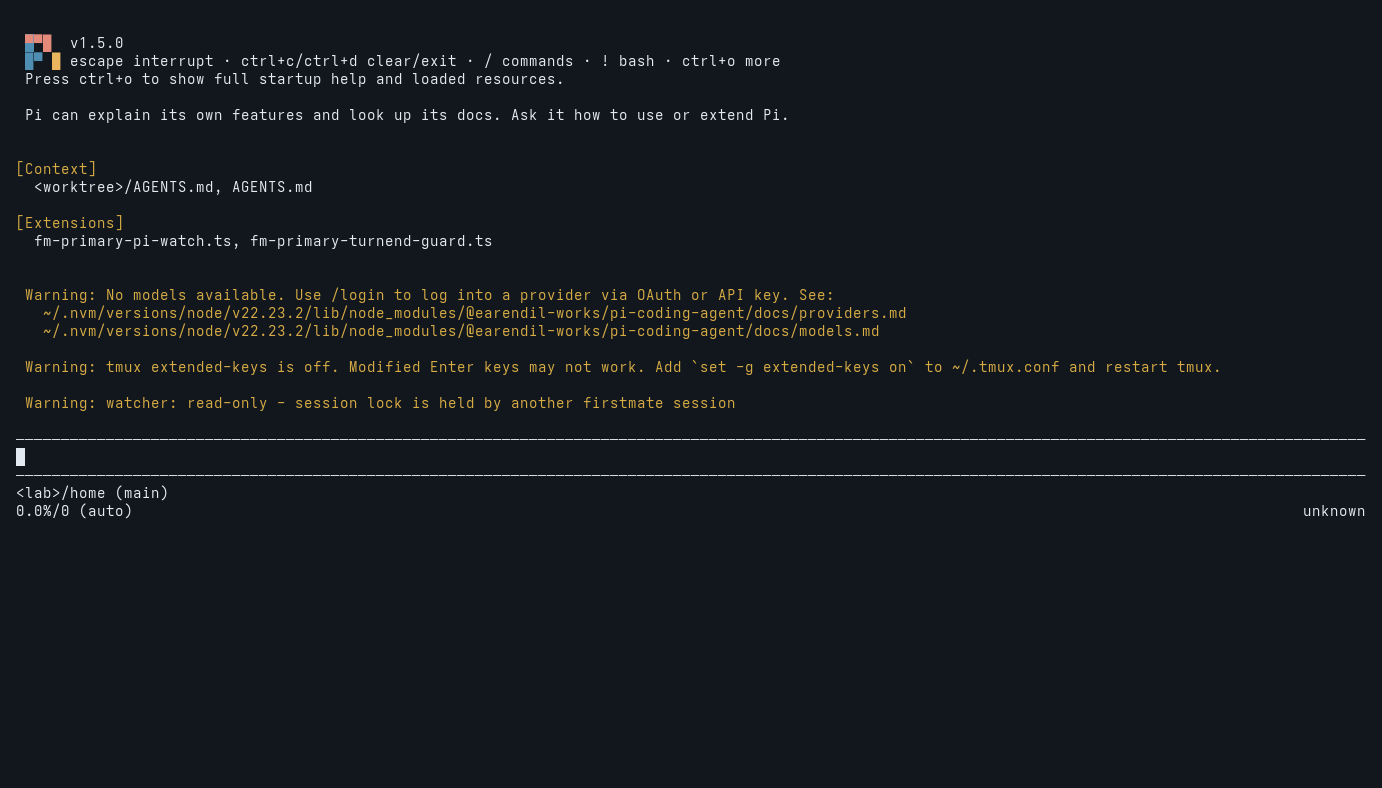 v1.5.0
escape interrupt · ctrl+c/ctrl+d clear/exit · / commands · ! bash · ctrl+o more
Press ctrl+o to show full startup help and loaded resources.
Pi can explain its own features and look up its docs. Ask it how to use or extend Pi.
[Context]
<worktree>/AGENTS.md, AGENTS.md
[Extensions]
fm-primary-pi-watch.ts, fm-primary-turnend-guard.ts
Warning: No models available. Use /login to log into a provider via OAuth or API key. See:
~/.nvm/versions/node/v22.23.2/lib/node_modules/@earendil-works/pi-coding-agent/docs/providers.md
~/.nvm/versions/node/v22.23.2/lib/node_modules/@earendil-works/pi-coding-agent/docs/models.md
Warning: tmux extended-keys is off. Modified Enter keys may not work. Add `set -g extended-keys on` to ~/.tmux.conf and restart tmux.
Warning: watcher: read-only - session lock is held by another firstmate session
<lab>/home (main)
0.0%/0 (auto) unknown